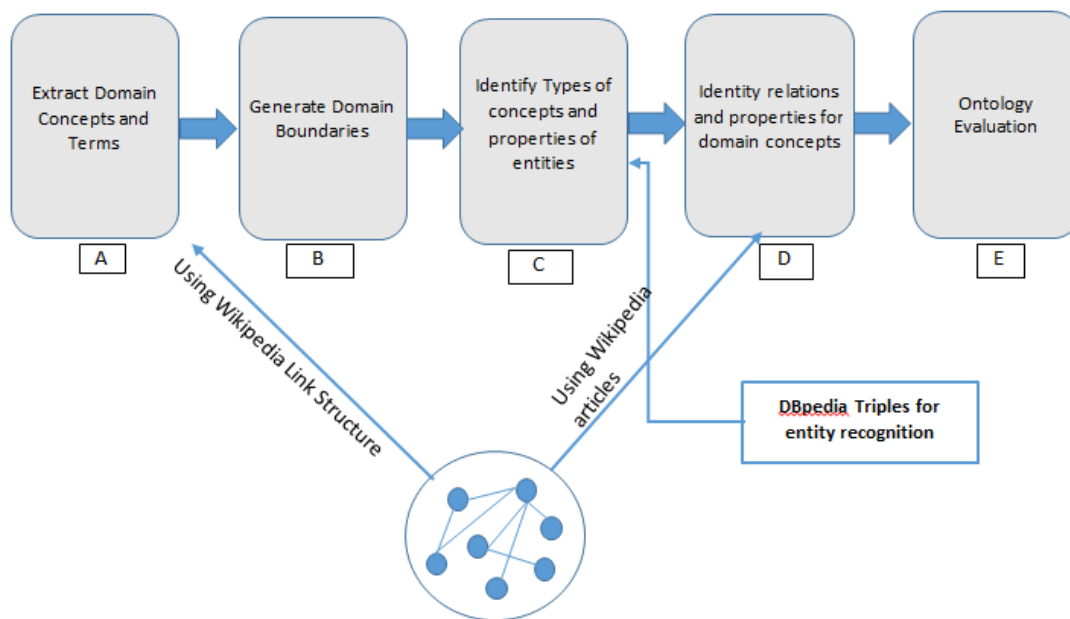 Extract Domain
Concepts and
Terms
Generate Domain
Boundaries
Identify Types of
concepts and
properties of
entities
Identity relations
and properties for
domain concepts
Ontology
Evaluation
A
B
C
D
E
Using Wikipedia Link Structure
Using Wikipedia
articles
DBpedia Triples for
entity recognition